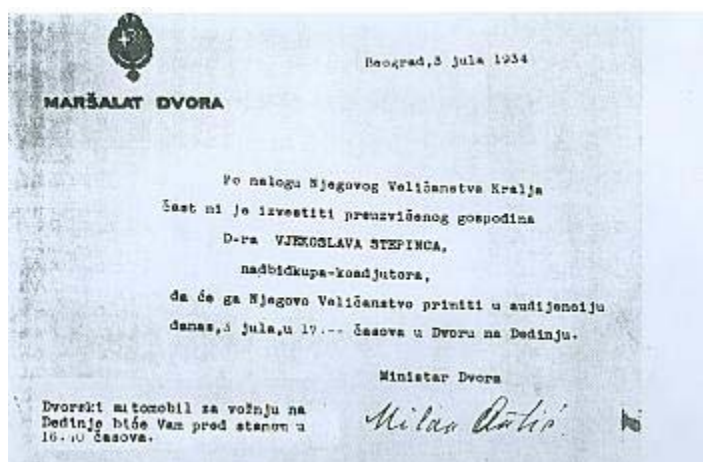 Beograd,3 jula 1934
MARŠALAT DVORA
Po nalogu Njegovog Veličanstva Kralja
čast mi je izvestiti preuzvišenog gospodina
D-ra VJEKOSLAVA STEPINCA,
nadbidkupa-koadjutora,
da će ga Njegovo Veličanstvo primiti u audijenciju
danas,3 jula,u 17.-- časova u Dvoru na Dedinju.
Ministar Dvora
Milan Antić
Dvorski automobil za vožnju na
Dedinje biće Vam pred stanom u
časova.